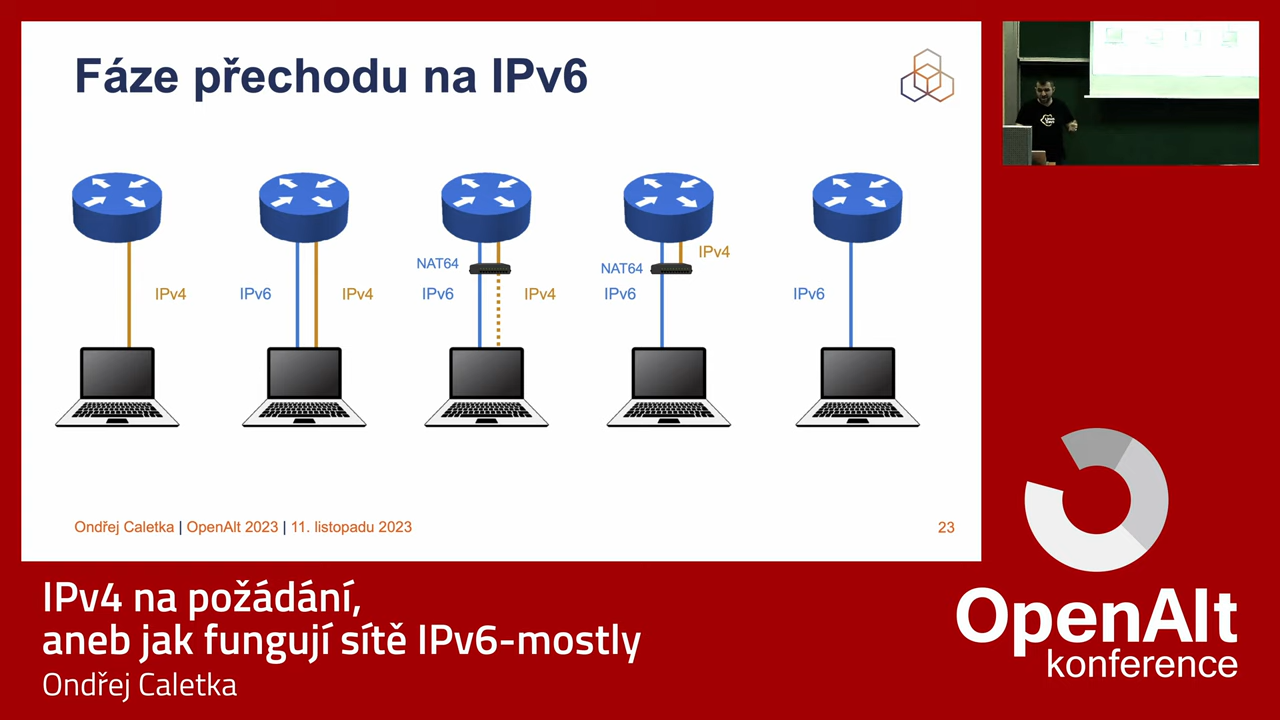 Fáze přechodu na IPv6
IPv4
IPv6
IPv4
NAT64
IPv6
IPv4
NAT64
IPv4
IPv6
IPv6
Ondřej Caletka | OpenAlt 2023 | 11. listopadu 2023
23
IPv4 na požádání,
aneb jak fungují sítě IPv6-mostly
Ondřej Caletka
OpenAlt
konference